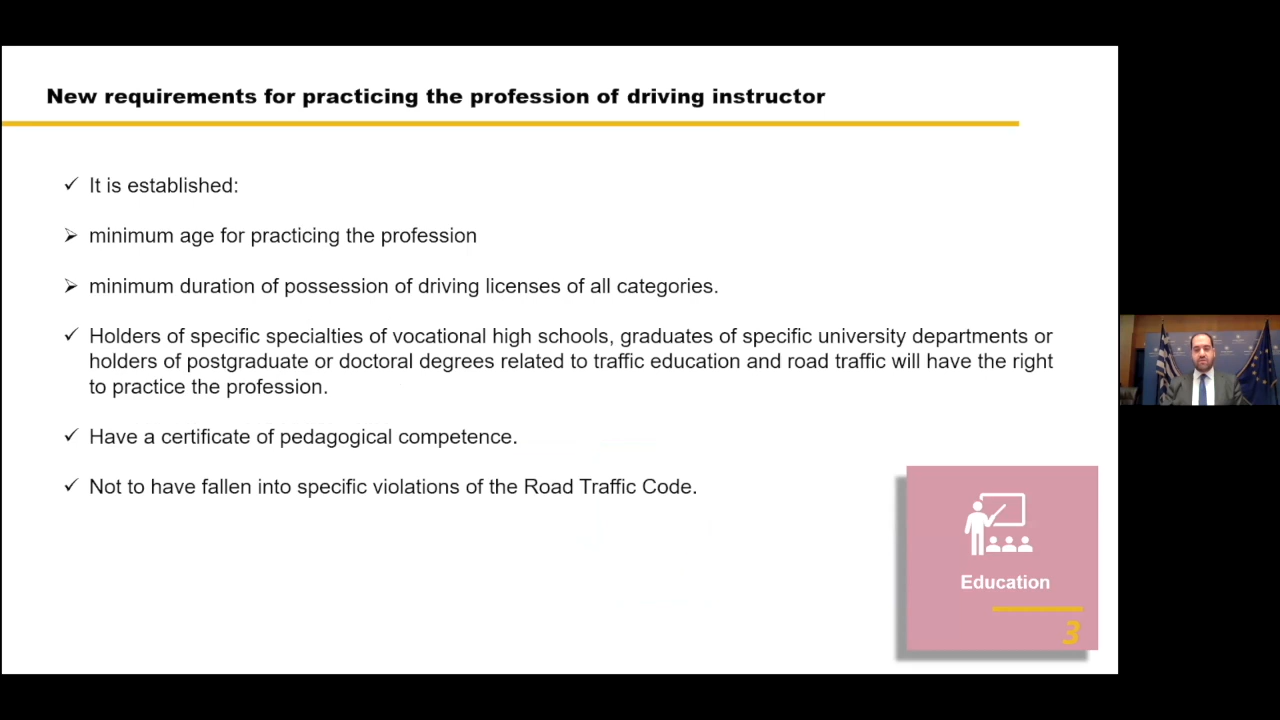 New requirements for practicing the profession of driving instructor
It is established:
minimum age for practicing the profession
minimum duration of possession of driving licenses of all categories.
Holders of specific specialties of vocational high schools, graduates of specific university departments or
holders of postgraduate or doctoral degrees related to traffic education and road traffic will have the right
to practice the profession.
Have a certificate of pedagogical competence.
Not to have fallen into specific violations of the Road Traffic Code.
Education
3